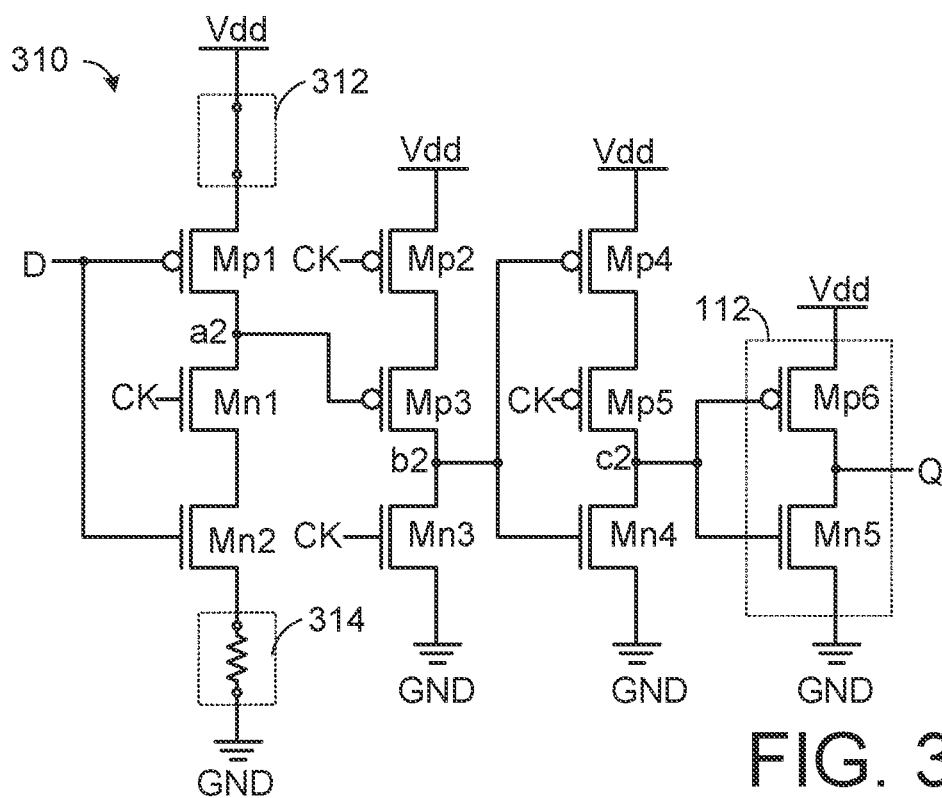 310
Vdd
312
Vdd
Vdd
D
Mp1
CK
Mp2
Mp4
Vdd
112
a2
CK
Mn1
Mp3
CK
Mp5
Mp6
b2
c2
Q
Mn2
CK
Mn3
Mn4
Mn5
314
GND
GND
GND
GND
FIG. 3